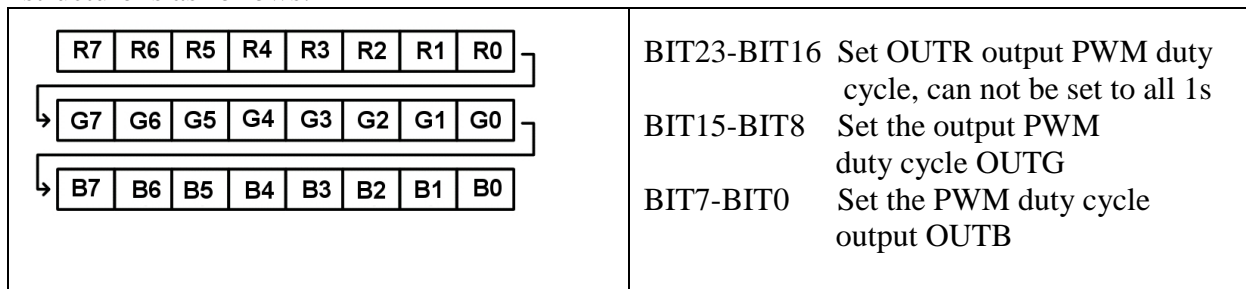 R7 R6 R5 R4 R3 R2 R1 R0
G7 G6 G5 G4 G3 G2 G1 G0
B7 B6 B5 B4 B3 B2 B1 B0
BIT23-BIT16 Set OUTR output PWM duty
cycle, can not be set to all 1s
BIT15-BIT8 Set the output PWM
duty cycle OUTG
BIT7-BIT0 Set the PWM duty cycle
output OUTB